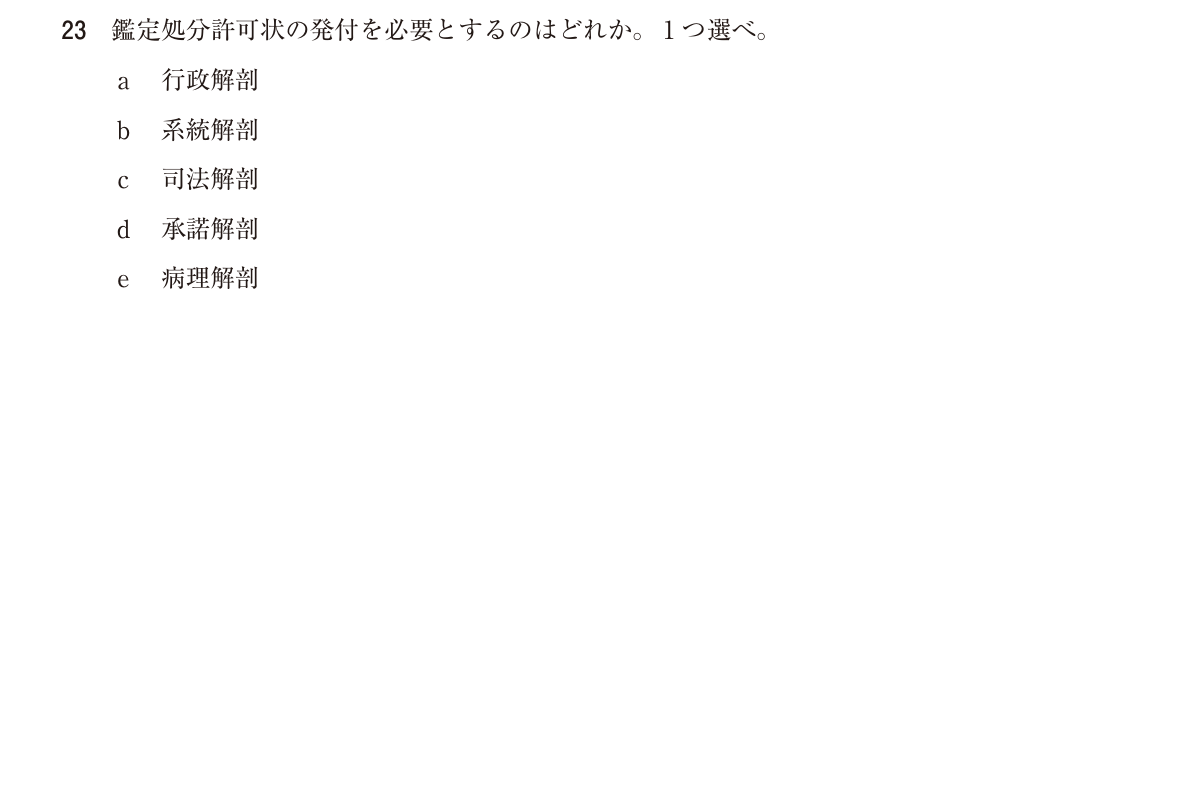 23 鑑定処分許可状の発付を必要とするのはどれか。1つ選べ。
a 行政解剖
b 系統解剖
c 司法解剖
d 承諾解剖
e 病理解剖